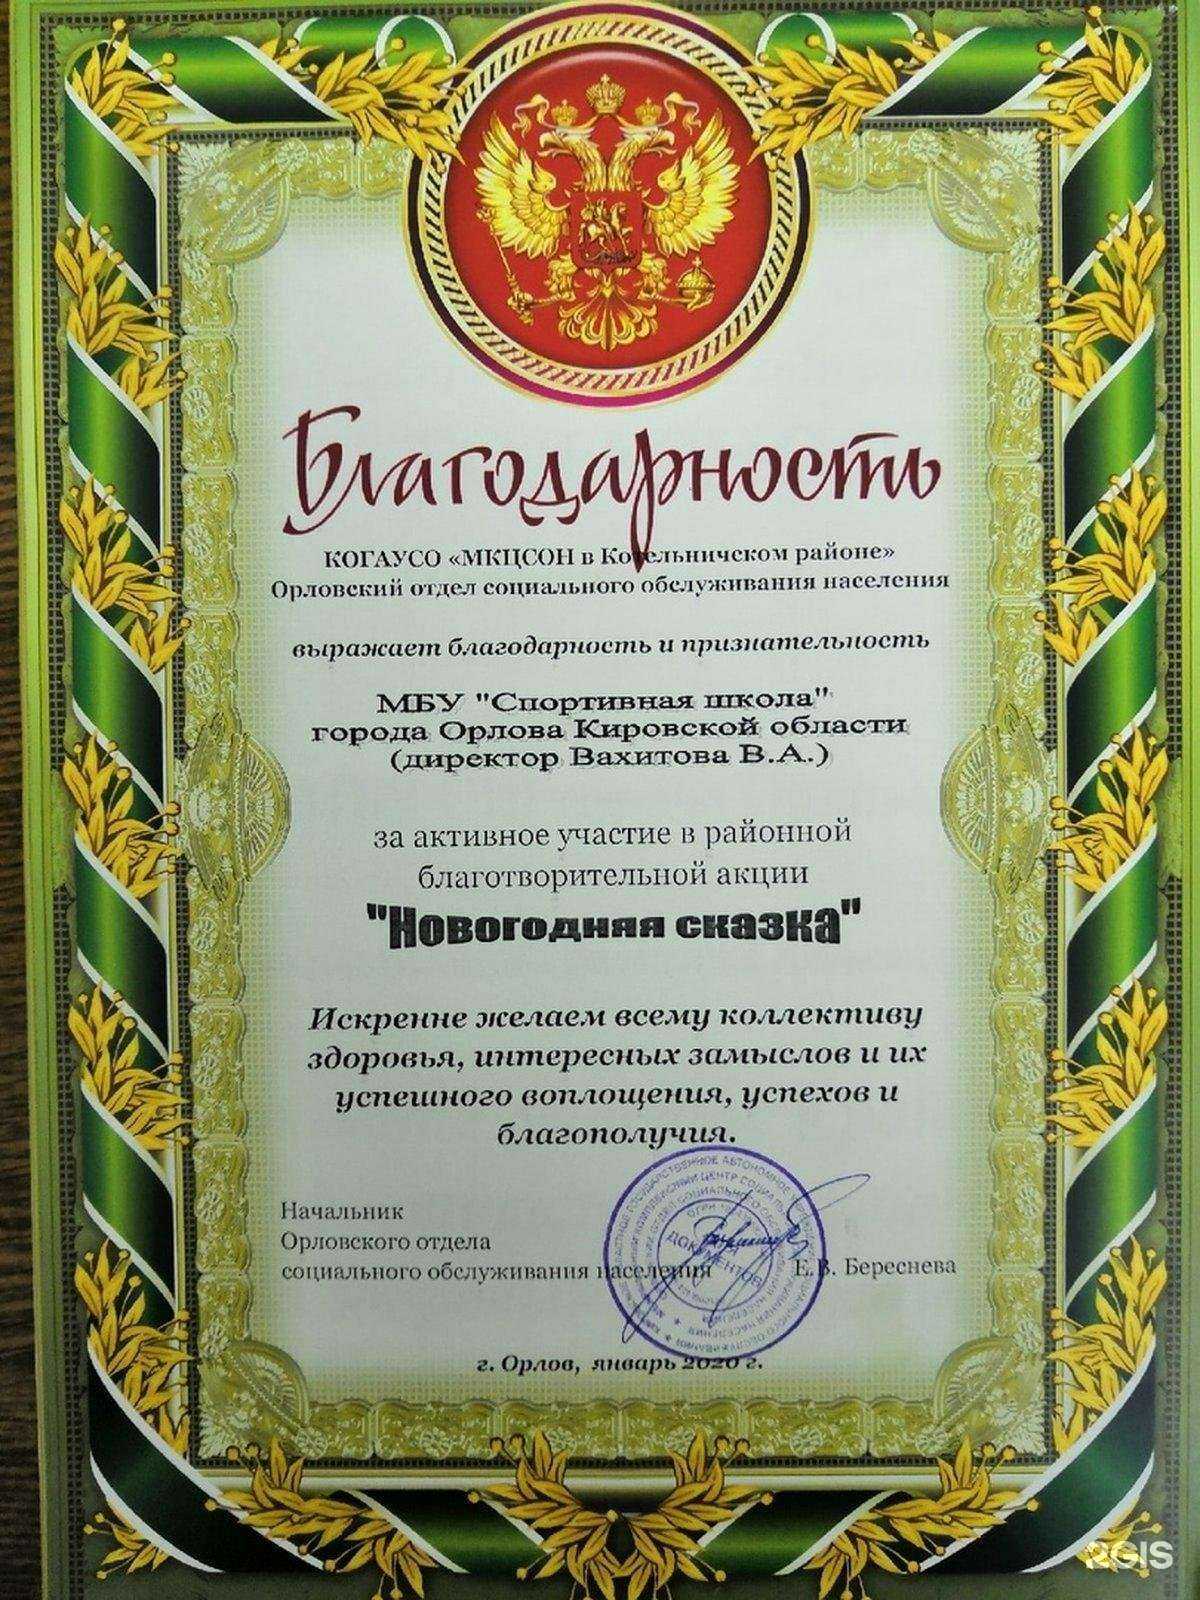 Благодарность
КОГАУСО «МКЦСОН в Котельничском районе»
Орловский отдел социального обслуживания населения
выражает благодарность и признательность
МБУ "Спортивная школа"
города Орлова Кировской области
(директор Вахитова В.А.)
за активное участие в районной
благотворительной акции
"Новогодняя сказка"
Искренне желаем всему коллективу
здоровья, интересных замыслов и их
успешного воплощения, успехов и
благополучия.
Начальник
Орловского отдела
социального обслуживания населения Е.В. Береснева
ДОКУМЕНТОВ
г. Орлов, январь 2020 г.
2GIS